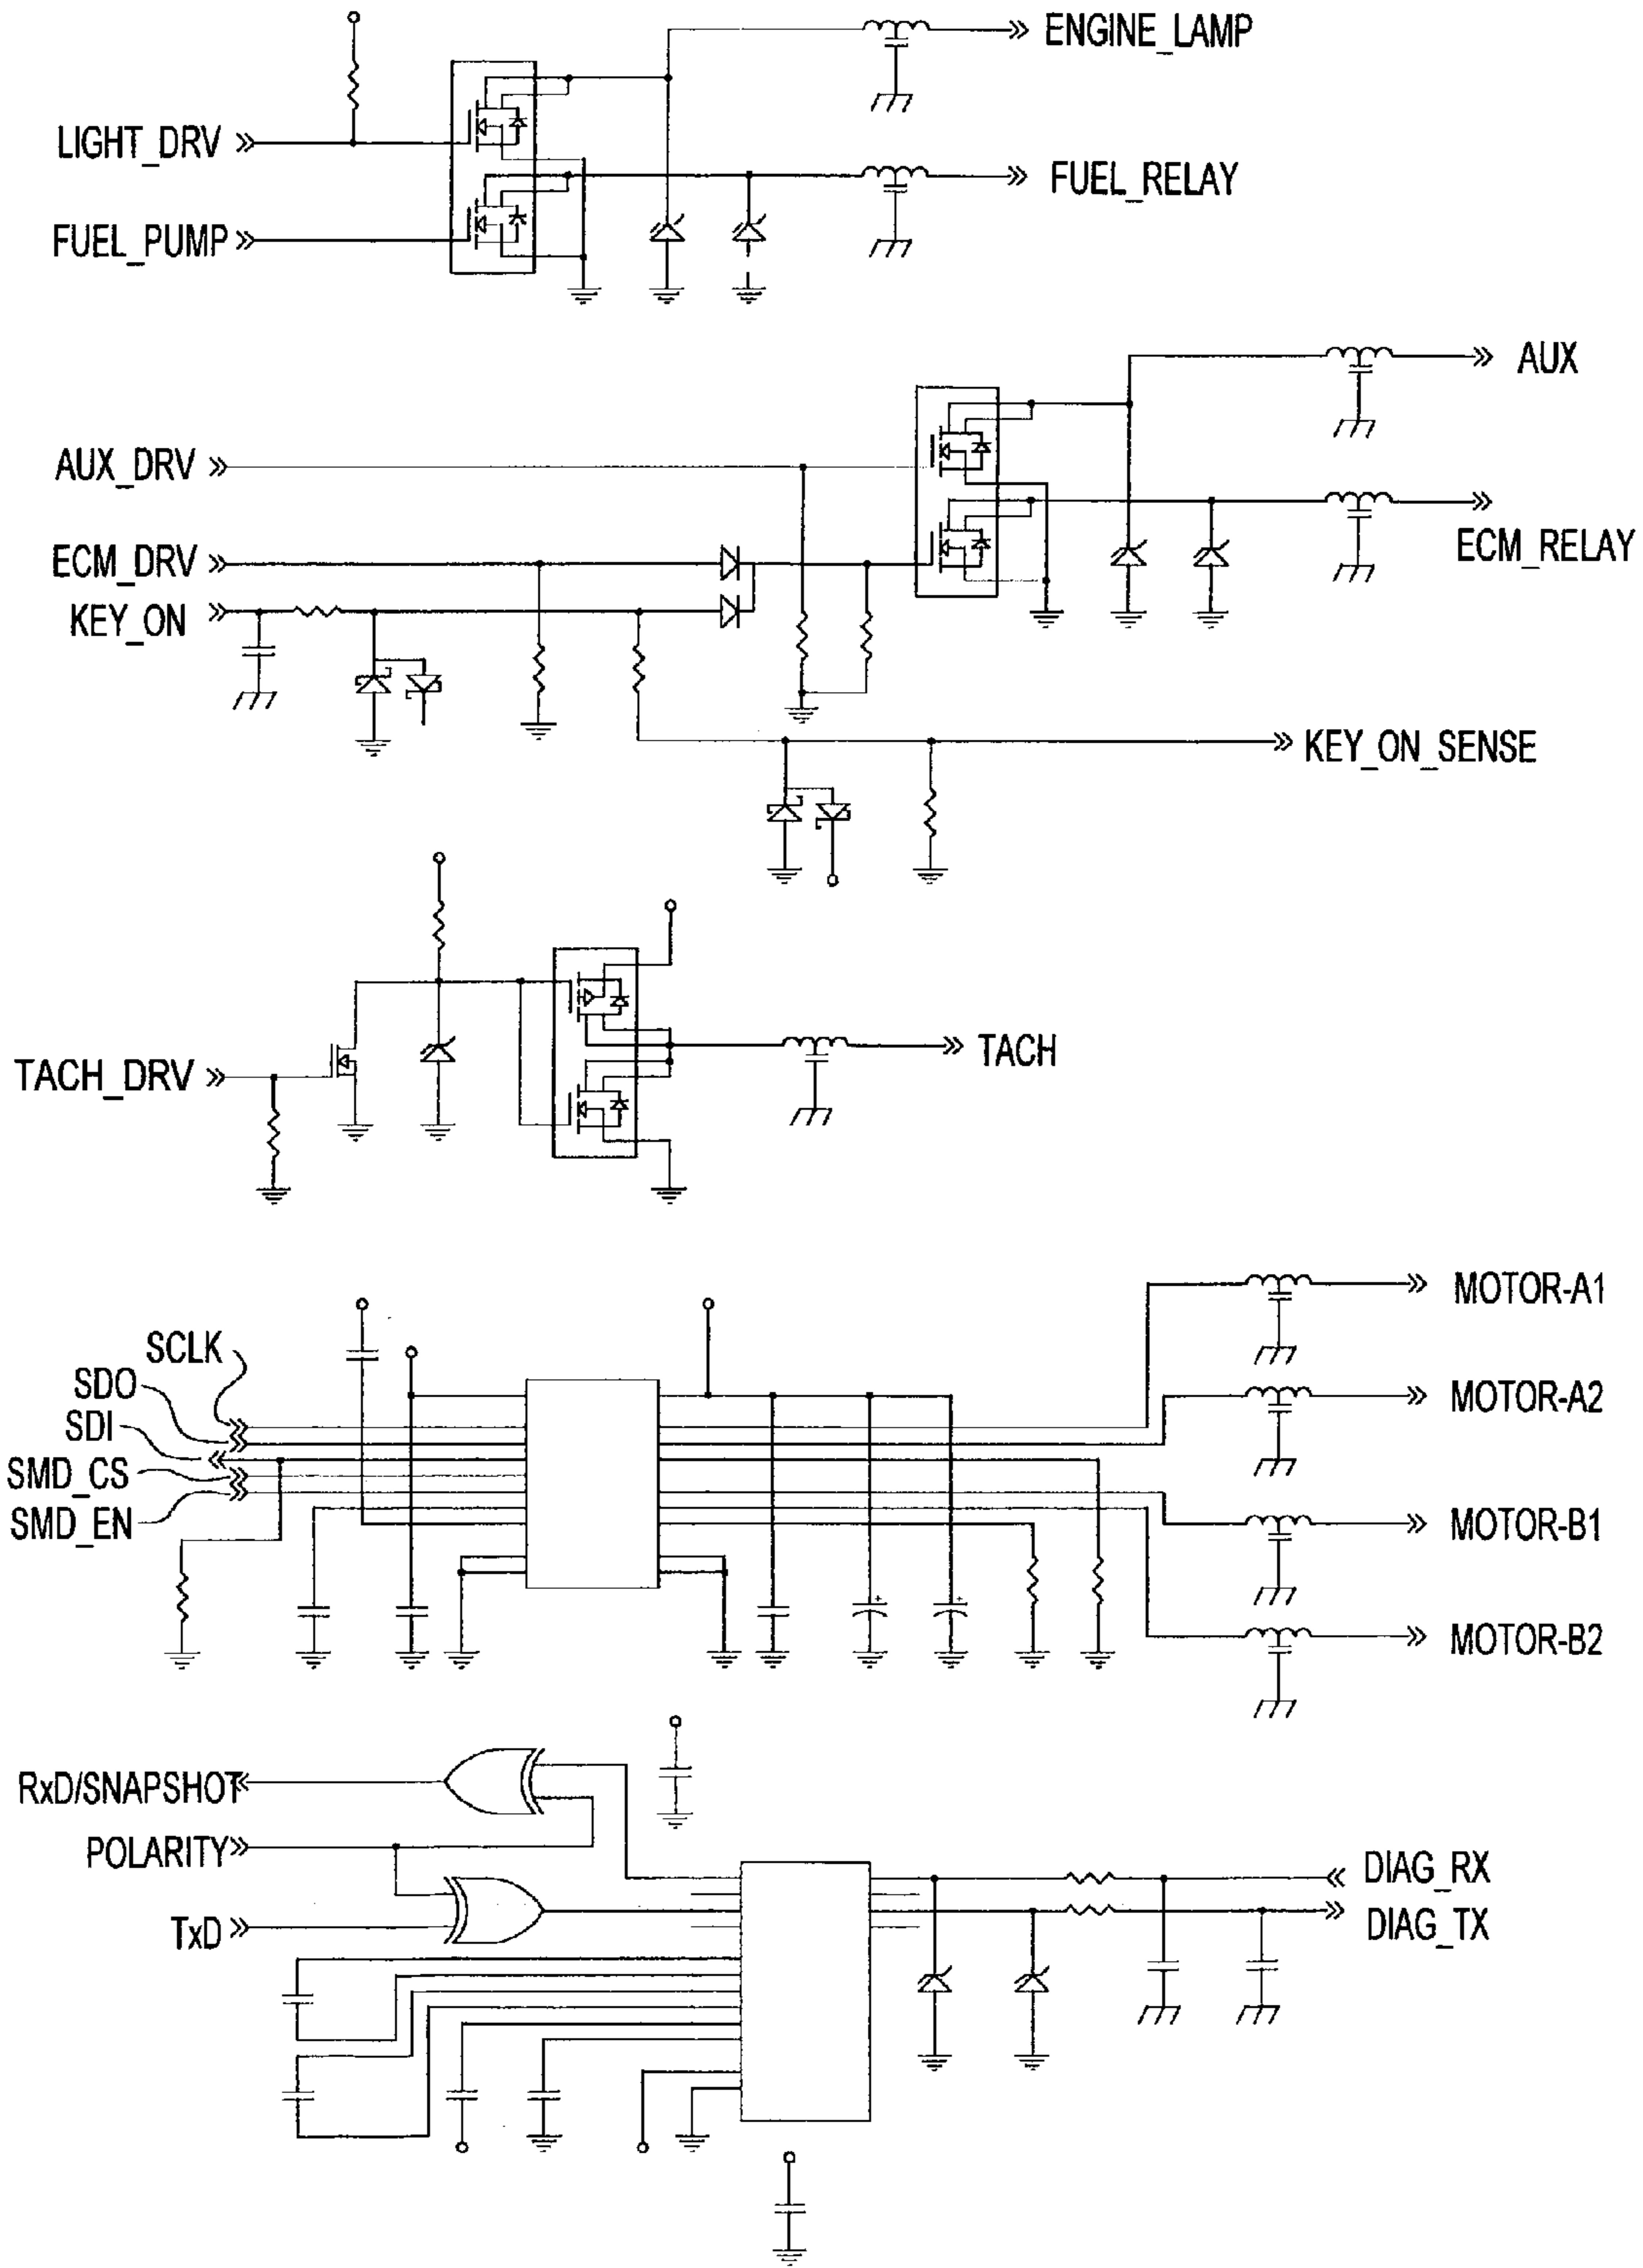 ENGINE_LAMP
LIGHT_DRV
FUEL_RELAY
FUEL_PUMP
AUX
AUX_DRV
ECM_RELAY
ECM_DRV
KEY_ON
KEY_ON_SENSE
TACH
TACH_DRV
MOTOR-A1
SCLK
SDO
MOTOR-A2
SDI
SMD_CS
SMD_EN
MOTOR-B1
MOTOR-B2
RxD/SNAPSHOT
POLARITY
DIAG_RX
TxD
DIAG_TX